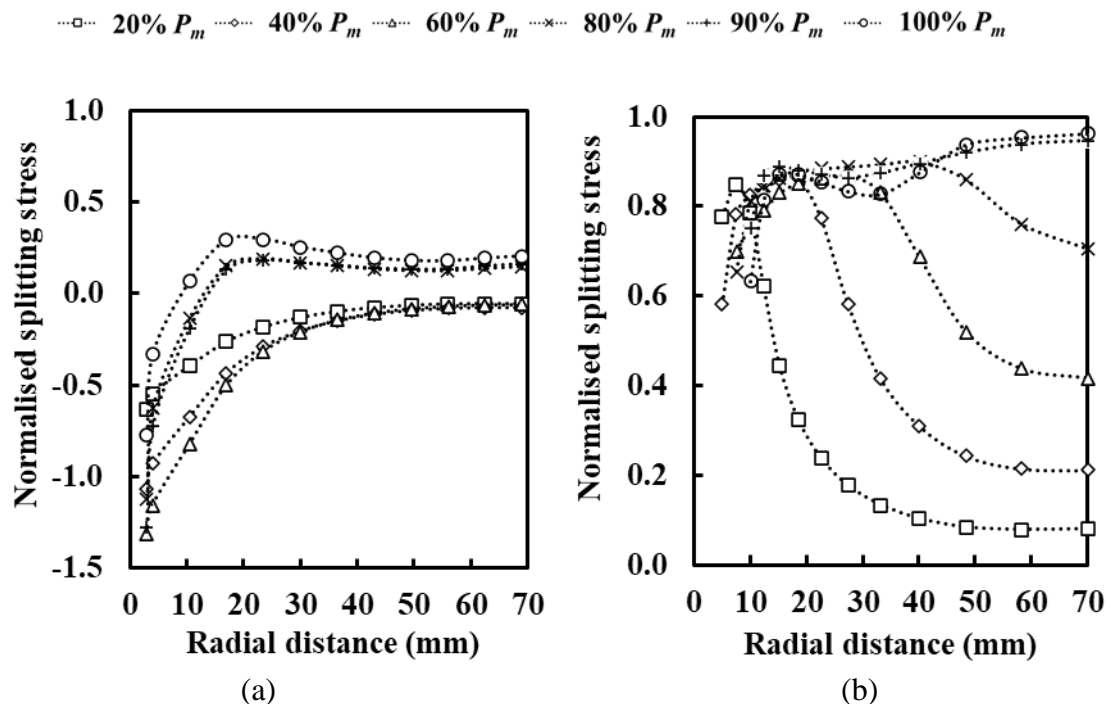 20% Pm 40% Pm 60% Pm 80% Pm 90% Pm 100% Pm
Normalised splitting stress
1.0
0.5
0.0
-0.5
-1.0
-1.5
0 10 20 30 40 50 60 70
Radial distance (mm)
(a)
Normalised splitting stress
1.0
0.8
0.6
0.4
0.2
0.0
0 10 20 30 40 50 60 70
Radial distance (mm)
(b)